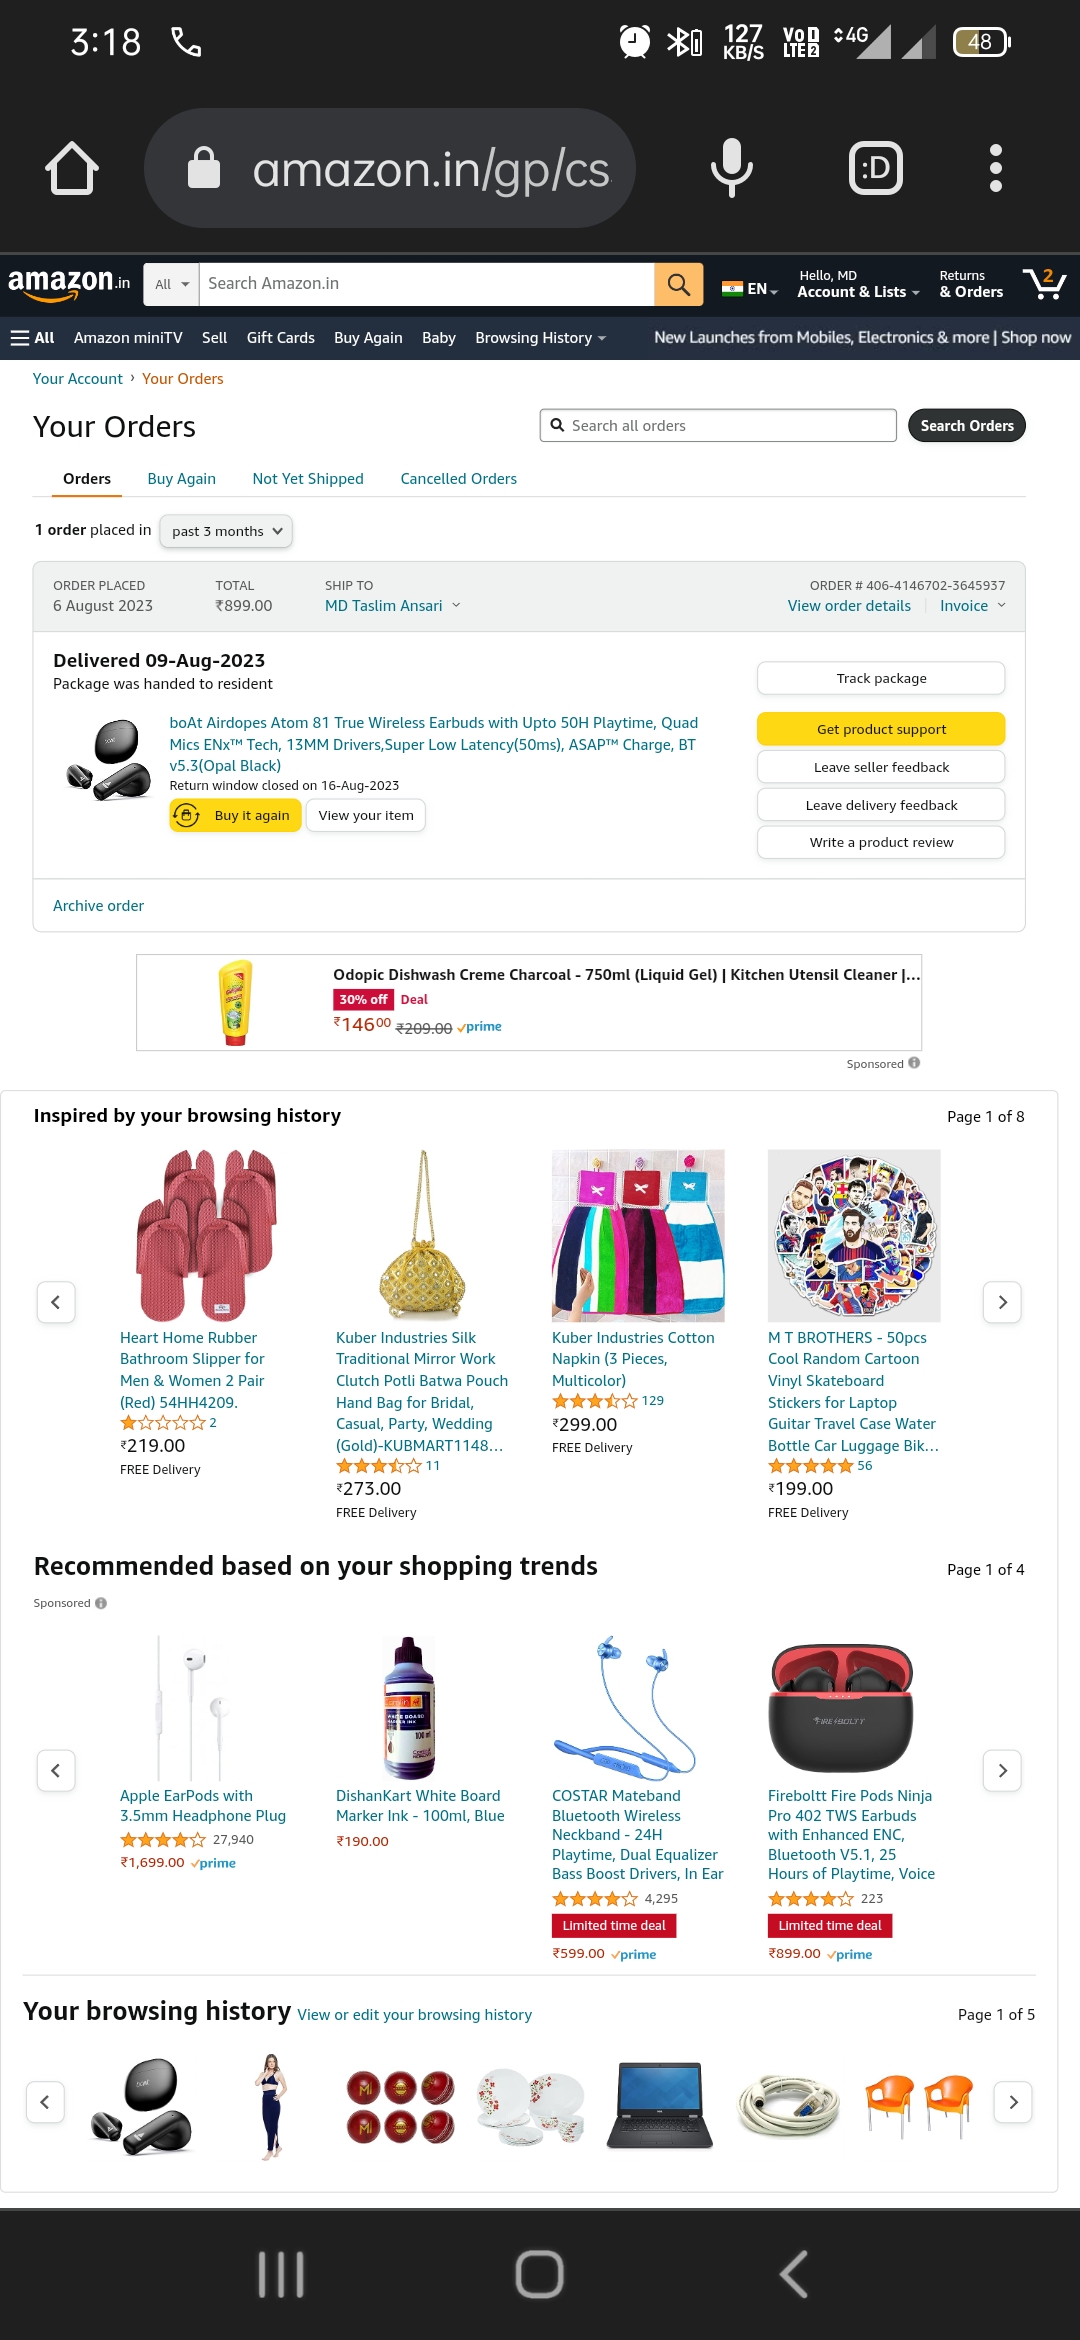 3:18
127
KB/S
VoD
LTE2
4G
48
amazon.in/gp/cs
:D
amazon.in
All
Search Amazon.in
EN
Hello, MD
Account & Lists
Returns
& Orders
2
All
Amazon miniTV
Sell
Gift Cards
Buy Again
Baby
Browsing History
New Launches from Mobiles, Electronics & more | Shop now
Your Account › Your Orders
Your Orders
Search all orders
Search Orders
Orders
Buy Again
Not Yet Shipped
Cancelled Orders
1 order placed in
past 3 months
ORDER PLACED
6 August 2023
TOTAL
₹899.00
SHIP TO
MD Taslim Ansari
ORDER # 406-4146702-3645937
View order details
Invoice
Delivered 09-Aug-2023
Package was handed to resident
boAt Airdopes Atom 81 True Wireless Earbuds with Upto 50H Playtime, Quad
Mics ENx™ Tech, 13MM Drivers,Super Low Latency(50ms), ASAP™ Charge, BT
v5.3(Opal Black)
Return window closed on 16-Aug-2023
Buy it again
View your item
Track package
Get product support
Leave seller feedback
Leave delivery feedback
Write a product review
Archive order
Odopic Dishwash Creme Charcoal - 750ml (Liquid Gel) | Kitchen Utensil Cleaner |...
30% off Deal
₹14600 ₹209.00 prime
Sponsored
Inspired by your browsing history
Page 1 of 8
Heart Home Rubber
Bathroom Slipper for
Men & Women 2 Pair
(Red) 54HH4209.
2
₹219.00
FREE Delivery
Kuber Industries Silk
Traditional Mirror Work
Clutch Potli Batwa Pouch
Hand Bag for Bridal,
Casual, Party, Wedding
(Gold)-KUBMART1148...
11
₹273.00
FREE Delivery
Kuber Industries Cotton
Napkin (3 Pieces,
Multicolor)
129
₹299.00
FREE Delivery
M T BROTHERS - 50pcs
Cool Random Cartoon
Vinyl Skateboard
Stickers for Laptop
Guitar Travel Case Water
Bottle Car Luggage Bik...
56
₹199.00
FREE Delivery
Recommended based on your shopping trends
Page 1 of 4
Sponsored
Apple EarPods with
3.5mm Headphone Plug
27,940
₹1,699.00 prime
WHITE BOARD
MARKER INK
100 ml
DishanKart White Board
Marker Ink - 100ml, Blue
₹190.00
COSTAR Mateband
Bluetooth Wireless
Neckband - 24H
Playtime, Dual Equalizer
Bass Boost Drivers, In Ear
4,295
Limited time deal
₹599.00 prime
FIRE BOLTT
Fireboltt Fire Pods Ninja
Pro 402 TWS Earbuds
with Enhanced ENC,
Bluetooth V5.1, 25
Hours of Playtime, Voice
223
Limited time deal
₹899.00 prime
Your browsing history View or edit your browsing history
Page 1 of 5